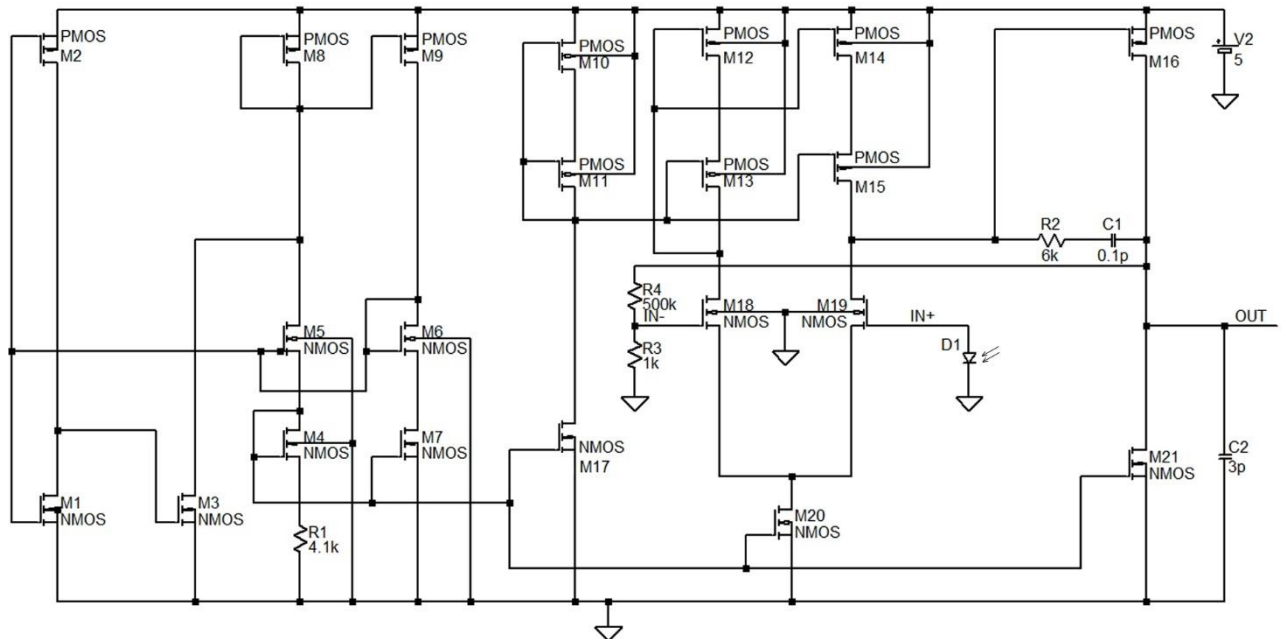 PMOS
M2
PMOS
M8
PMOS
M9
PMOS
M10
PMOS
M12
PMOS
M14
PMOS
M16
V2
5
PMOS
M11
PMOS
M13
PMOS
M15
R2
6k
C1
0.1p
R4
500k
IN-
R3
1k
M18
NMOS
M19
NMOS
IN+
D1
OUT
M5
NMOS
M6
NMOS
M4
NMOS
M7
NMOS
NMOS
M17
M21
NMOS
C2
3p
M1
NMOS
M3
NMOS
R1
4.1k
M20
NMOS